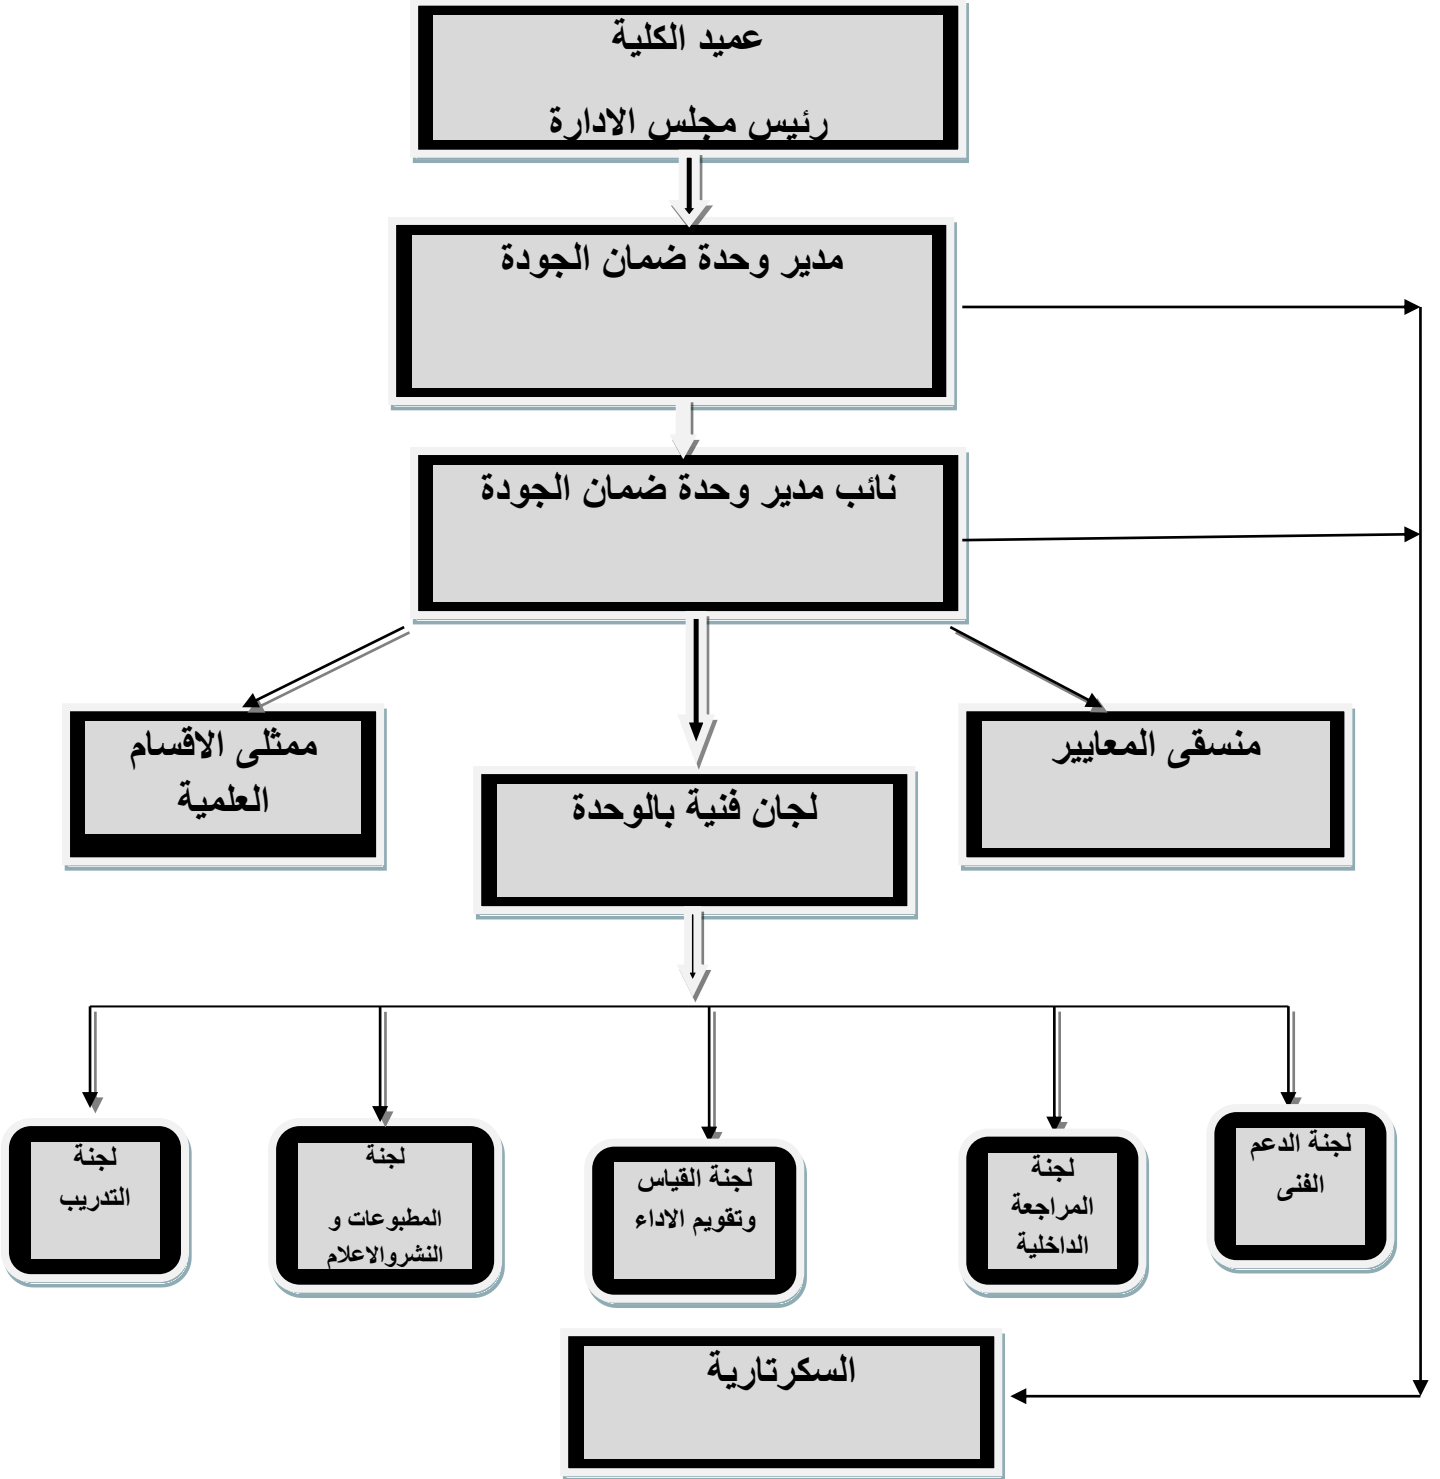 عميد الكلية
رئيس مجلس الادارة
مدير وحدة ضمان الجودة
نائب مدير وحدة ضمان الجودة
منسقى المعايير
ممثلى الاقسام
العلمية
لجان فنية بالوحدة
لجنة الدعم
الفنى
لجنة
المراجعة
الداخلية
لجنة القياس
وتقويم الاداء
لجنة
المطبوعات و
النشروالاعلام
لجنة
التدريب
السكرتارية